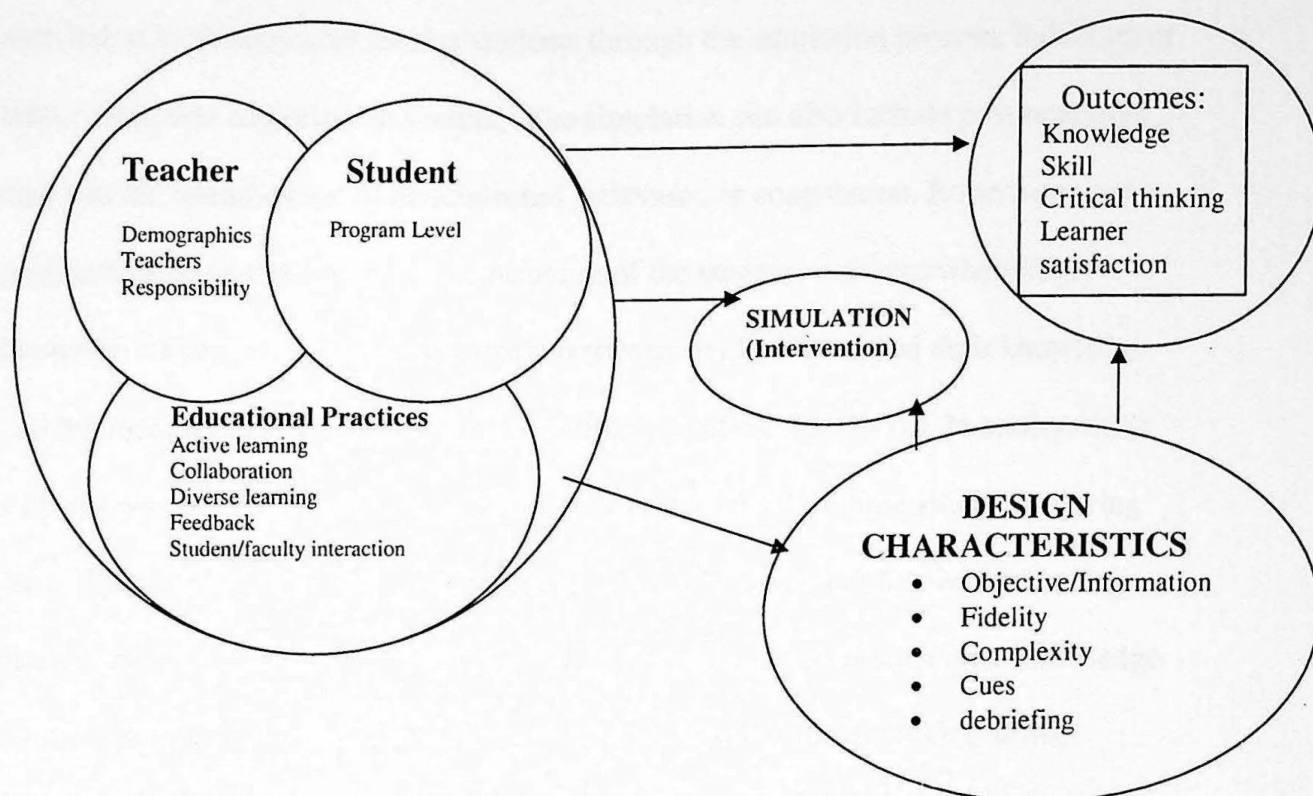 Teacher
Demographics
Teachers
Responsibility
Student
Program Level
Educational Practices
Active learning
Collaboration
Diverse learning
Feedback
Student/faculty interaction
SIMULATION
(Intervention)
Outcomes:
Knowledge
Skill
Critical thinking
Learner
satisfaction
DESIGN
CHARACTERISTICS
• Objective/Information
• Fidelity
• Complexity
• Cues
• debriefing